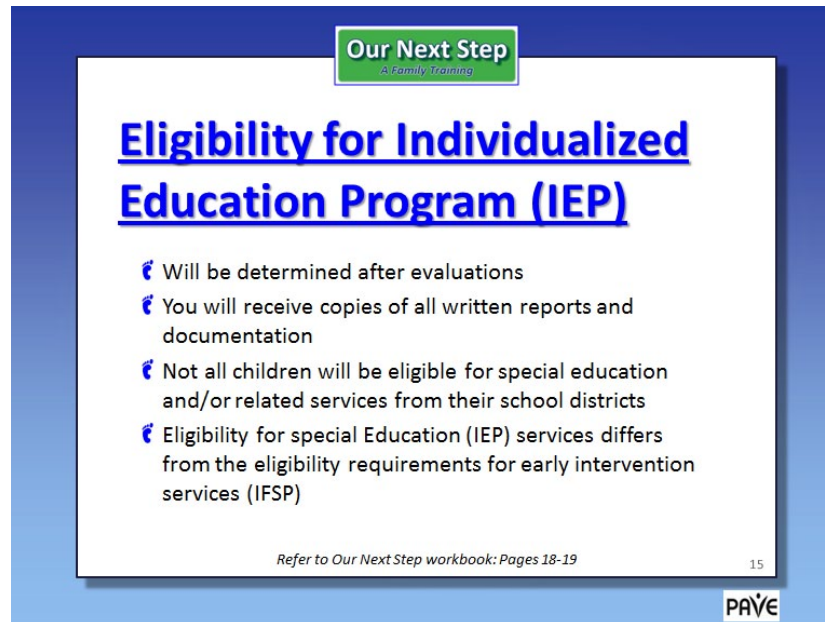 Our Next Step
A Family Training
Eligibility for Individualized
Education Program (IEP)
Will be determined after evaluations
You will receive copies of all written reports and
documentation
Not all children will be eligible for special education
and/or related services from their school districts
Eligibility for special Education (IEP) services differs
from the eligibility requirements for early intervention
services (IFSP)
Refer to Our Next Step workbook: Pages 18-19
15
PAVE